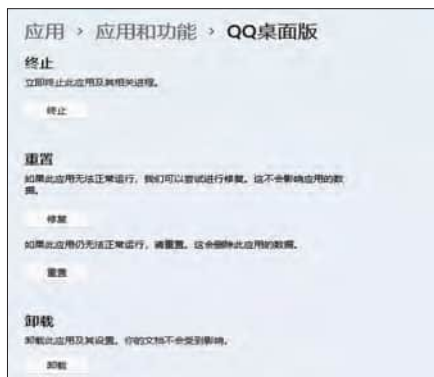 应用 › 应用和功能 › QQ桌面版
终止
立即终止此应用及其相关进程。
终止
重置
如果此应用无法正常运行，我们可以尝试进行修复。这不会影响应用的数
据。
修复
如果此应用仍无法正常运行，请重置。这会删除此应用的数据。
重置
卸载
卸载此应用及其设置。你的文档不会受到影响。
卸载